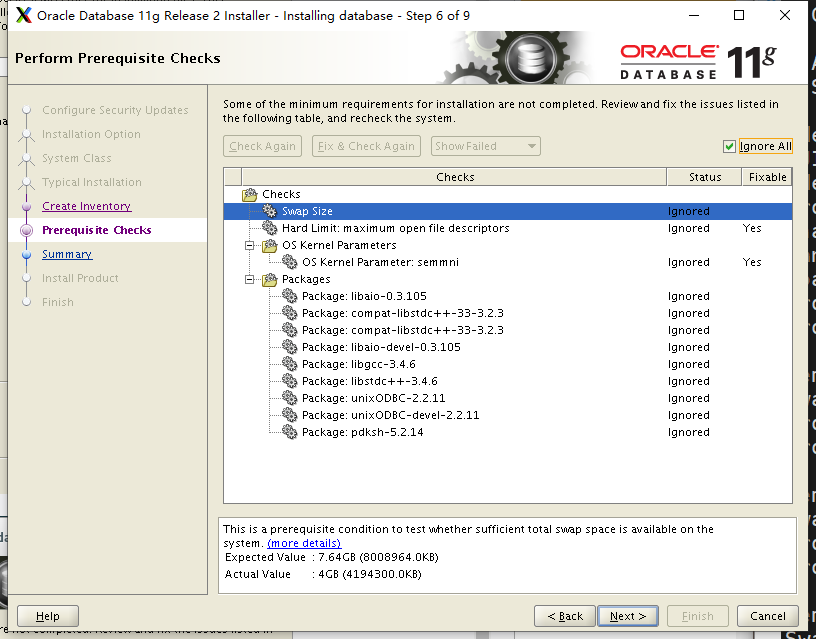 Oracle Database 11g Release 2 Installer - Installing database - Step 6 of 9
Perform Prerequisite Checks
ORACLE
DATABASE
11g
Configure Security Updates
Installation Option
System Class
Typical Installation
Create Inventory
Prerequisite Checks
Summary
Install Product
Finish
Some of the minimum requirements for installation are not completed. Review and fix the issues listed in
the following table, and recheck the system.
Check Again Fix & Check Again Show Failed Ignore All
Checks Status Fixable
Checks
Swap Size Ignored
Hard Limit: maximum open file descriptors Ignored Yes
OS Kernel Parameters
OS Kernel Parameter: semmni Ignored Yes
Packages
Package: libaio-0.3.105 Ignored
Package: compat-libstdc++-33-3.2.3 Ignored
Package: compat-libstdc++-33-3.2.3 Ignored
Package: libaio-devel-0.3.105 Ignored
Package: libgcc-3.4.6 Ignored
Package: libstdc++-3.4.6 Ignored
Package: unixODBC-2.2.11 Ignored
Package: unixODBC-devel-2.2.11 Ignored
Package: pdksh-5.2.14 Ignored
This is a prerequisite condition to test whether sufficient total swap space is available on the
system. (more details)
Expected Value : 7.64GB (8008964.0KB)
Actual Value : 4GB (4194300.0KB)
Help < Back Next > Finish Cancel